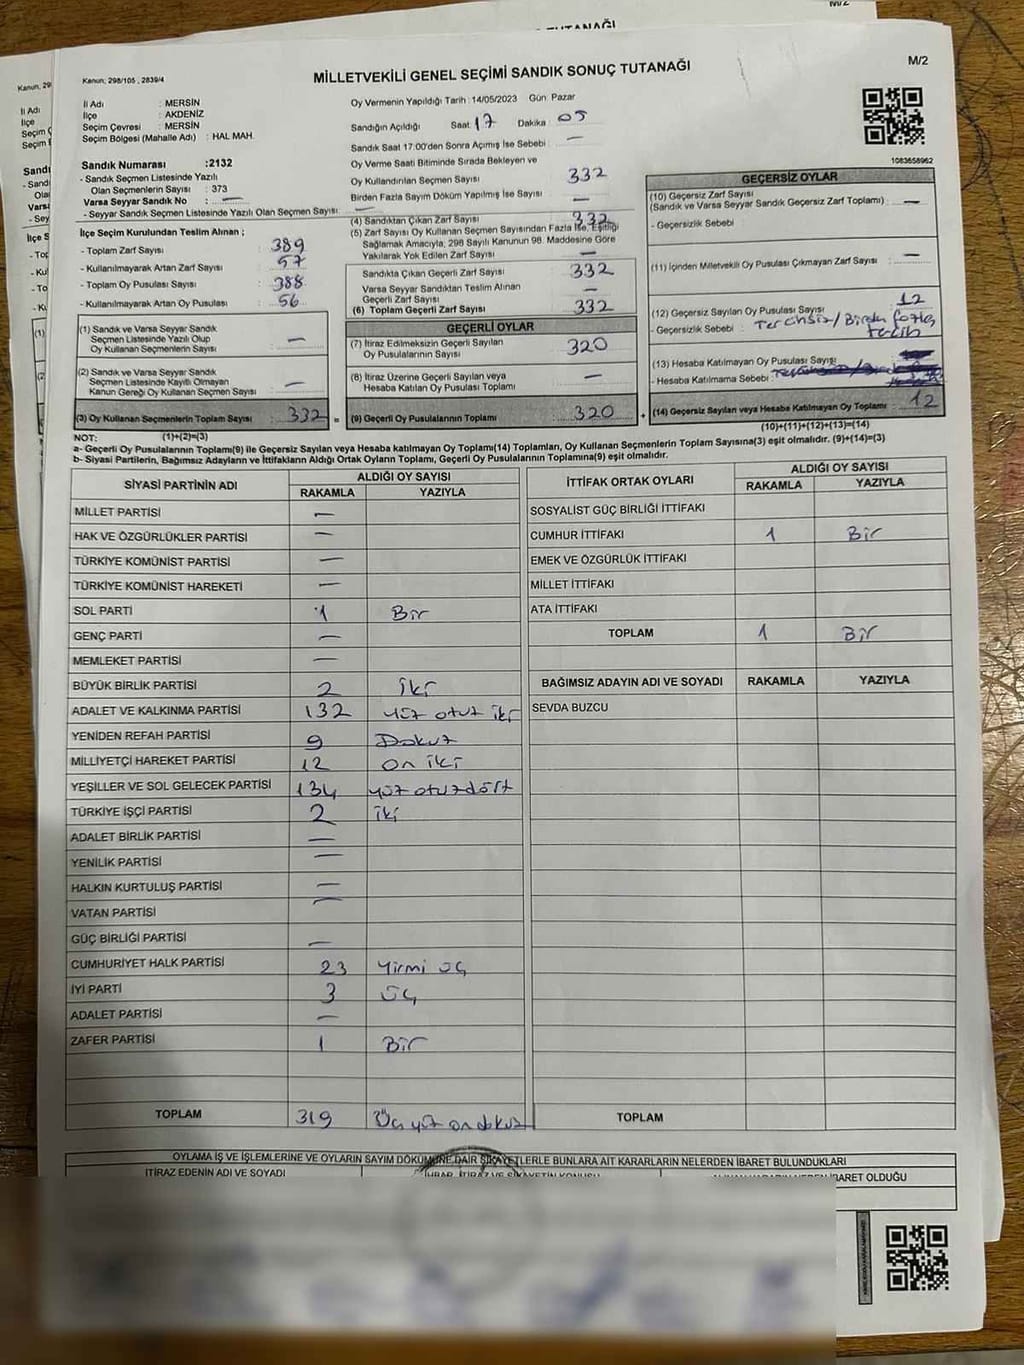 M/2
TUTANAĞI
Kanun: 298/105 , 2839/4
MİLLETVEKİLİ GENEL SEÇİMİ SANDIK SONUÇ TUTANAĞI
M/2
İl Adı : MERSİN
İlçe : AKDENİZ
Seçim Çevresi : MERSİN
Seçim Bölgesi (Mahalle Adı) : HAL MAH.
Sandık Numarası :2132
- Sandık Seçmen Listesinde Yazılı
Olan Seçmenlerin Sayısı : 373
Varsa Seyyar Sandık No : —
- Seyyar Sandık Seçmen Listesinde Yazılı Olan Seçmen Sayısı: —
İlçe Seçim Kurulundan Teslim Alınan ;
- Toplam Zarf Sayısı : 389
- Kullanılmayarak Artan Zarf Sayısı : 57
- Toplam Oy Pusulası Sayısı : 388
- Kullanılmayarak Artan Oy Pusulası : 56
(1) Sandık ve Varsa Seyyar Sandık
Seçmen Listesinde Yazılı Olup
Oy Kullanan Seçmenlerin Sayısı —
(2) Sandık ve Varsa Seyyar Sandık
Seçmen Listesinde Kayıtlı Olmayan
Kanun Gereği Oy Kullanan Seçmen Sayısı —
(3) Oy Kullanan Seçmenlerin Toplam Sayısı 332 =
Oy Vermenin Yapıldığı Tarih : 14/05/2023 Gün: Pazar
Sandığın Açıldığı Saat: 17 Dakika : 05
Sandık Saat 17:00'den Sonra Açımış İse Sebebi : —
Oy Verme Saati Bitiminde Sırada Bekleyen ve
Oy Kullandırılan Seçmen Sayısı 332
Birden Fazla Sayım Döküm Yapılmış İse Sayısı —
(4) Sandıktan Çıkan Zarf Sayısı 332
(5) Zarf Sayısı Oy Kullanan Seçmen Sayısından Fazla İse, Eşitliği
Sağlamak Amacıyla, 298 Sayılı Kanunun 98. Maddesine Göre
Yakılarak Yok Edilen Zarf Sayısı —
Sandıkta Çıkan Geçerli Zarf Sayısı 332
Varsa Seyyar Sandıktan Teslim Alınan
Geçerli Zarf Sayısı —
(6) Toplam Geçerli Zarf Sayısı 332
GEÇERLİ OYLAR
(7) İtiraz Edilmeksizin Geçerli Sayılan
Oy Pusulalarının Sayısı 320
(8) İtiraz Üzerine Geçerli Sayılan veya
Hesaba Katılan Oy Pusulası Toplamı —
(9) Geçerli Oy Pusulalarının Toplamı 320 +
1083658962
GEÇERSİZ OYLAR
(10) Geçersiz Zarf Sayısı
(Sandık ve Varsa Seyyar Sandık Geçersiz Zarf Toplamı) —
- Geçersizlik Sebebi :
(11) İçinden Milletvekili Oy Pusulası Çıkmayan Zarf Sayısı —
(12) Geçersiz Sayılan Oy Pusulası Sayısı 12
- Geçersizlik Sebebi : Tercihsiz/Birden fazla
tercih
(13) Hesaba Katılmayan Oy Pusulası Sayısı
- Hesaba Katılmama Sebebi :
(14) Geçersiz Sayılan veya Hesaba Katılmayan Oy Toplamı 12
(10)+(11)+(12)+(13)=(14)
NOT: (1)+(2)=(3)
a- Geçerli Oy Pusulalarının Toplamı(9) ile Geçersiz Sayılan veya Hesaba katılmayan Oy Toplamı(14) Toplamları, Oy Kullanan Seçmenlerin Toplam Sayısına(3) eşit olmalıdır. (9)+(14)=(3)
b- Siyasi Partilerin, Bağımsız Adayların ve İttifakların Aldığı Ortak Oyların Toplamı, Geçerli Oy Pusulalarının Toplamına(9) eşit olmalıdır.
SİYASİ PARTİNİN ADI ALDIĞI OY SAYISI
RAKAMLA YAZIYLA
MİLLET PARTİSİ —
HAK VE ÖZGÜRLÜKLER PARTİSİ —
TÜRKİYE KOMÜNİST PARTİSİ —
TÜRKİYE KOMÜNİST HAREKETİ —
SOL PARTİ 1 Bir
GENÇ PARTİ —
MEMLEKET PARTİSİ —
BÜYÜK BİRLİK PARTİSİ 2 iki
ADALET VE KALKINMA PARTİSİ 132 yüz otuz iki
YENİDEN REFAH PARTİSİ 9 Dokuz
MİLLİYETÇİ HAREKET PARTİSİ 12 on iki
YEŞİLLER VE SOL GELECEK PARTİSİ 134 yüz otuzdört
TÜRKİYE İŞÇİ PARTİSİ 2 iki
ADALET BİRLİK PARTİSİ —
YENİLİK PARTİSİ —
HALKIN KURTULUŞ PARTİSİ —
VATAN PARTİSİ —
GÜÇ BİRLİĞİ PARTİSİ —
CUMHURİYET HALK PARTİSİ 23 Yirmi üç
İYİ PARTİ 3 üç
ADALET PARTİSİ —
ZAFER PARTİSİ 1 Bir
TOPLAM 319 Üç yüz on dokuz
İTTİFAK ORTAK OYLARI ALDIĞI OY SAYISI
RAKAMLA YAZIYLA
SOSYALİST GÜÇ BİRLİĞİ İTTİFAKI
CUMHUR İTTİFAKI 1 Bir
EMEK VE ÖZGÜRLÜK İTTİFAKI
MİLLET İTTİFAKI
ATA İTTİFAKI
TOPLAM 1 Bir
BAĞIMSIZ ADAYIN ADI VE SOYADI RAKAMLA YAZIYLA
SEVDA BUZCU
TOPLAM
OYLAMA İŞ VE İŞLEMLERİNE VE OYLARIN SAYIM DÖKÜMÜNE DAİR ŞİKAYETLERLE BUNLARA AİT KARARLARIN NELERDEN İBARET BULUNDUKLARI
İTİRAZ EDENİN ADI VE SOYADI İHBAR, İTİRAZ VE ŞİKAYETİN KONUSU İBARET OLDUĞU